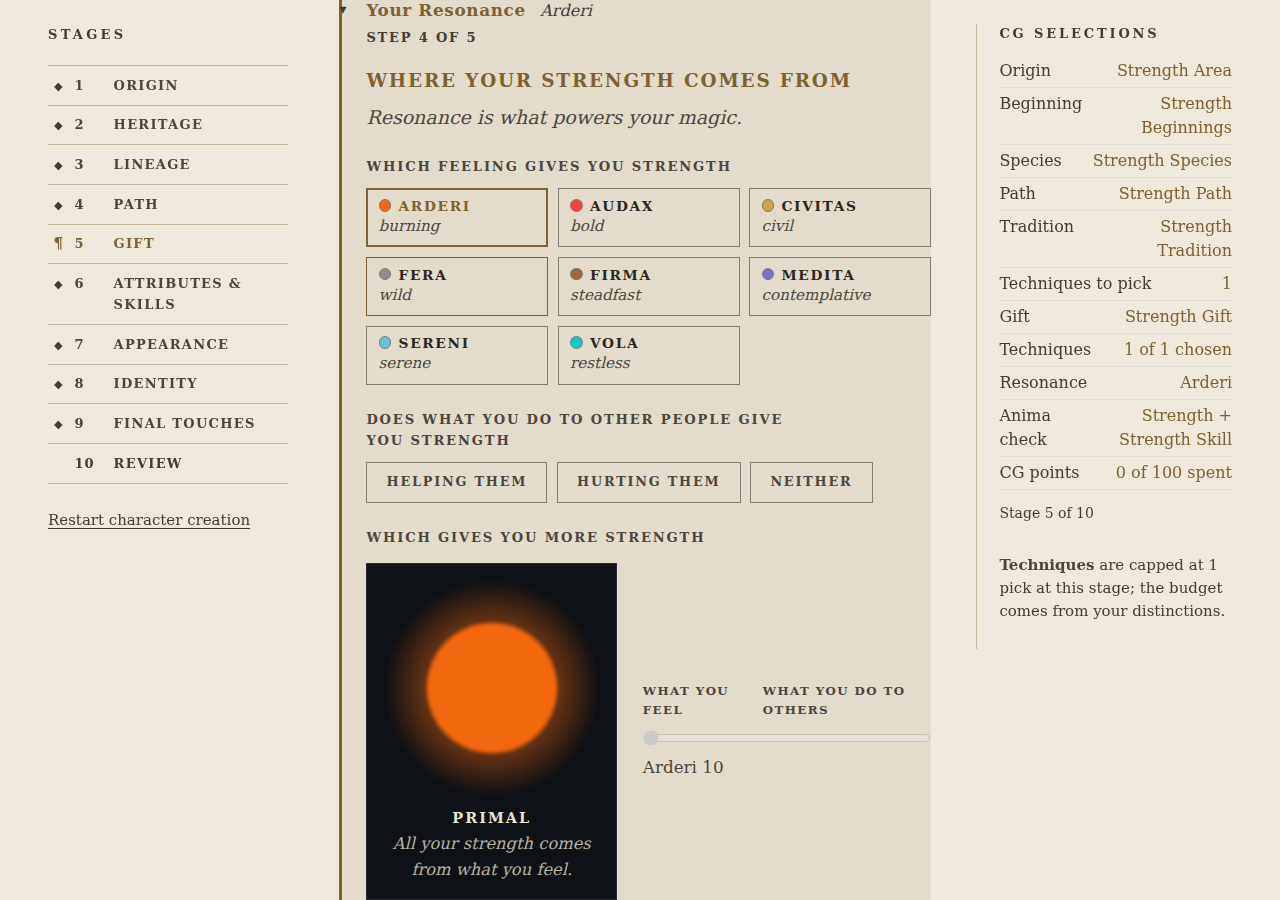 STAGES
◆ 1 ORIGIN
◆ 2 HERITAGE
◆ 3 LINEAGE
◆ 4 PATH
¶ 5 GIFT
◆ 6 ATTRIBUTES &
SKILLS
◆ 7 APPEARANCE
◆ 8 IDENTITY
◆ 9 FINAL TOUCHES
10 REVIEW
Restart character creation
▼ Your Resonance Arderi
STEP 4 OF 5
WHERE YOUR STRENGTH COMES FROM
Resonance is what powers your magic.
WHICH FEELING GIVES YOU STRENGTH
ARDERI
burning
AUDAX
bold
CIVITAS
civil
FERA
wild
FIRMA
steadfast
MEDITA
contemplative
SERENI
serene
VOLA
restless
DOES WHAT YOU DO TO OTHER PEOPLE GIVE
YOU STRENGTH
HELPING THEM
HURTING THEM
NEITHER
WHICH GIVES YOU MORE STRENGTH
PRIMAL
All your strength comes
from what you feel.
WHAT YOU
FEEL
WHAT YOU DO TO
OTHERS
Arderi 10
CG SELECTIONS
Origin Strength Area
Beginning Strength
Beginnings
Species Strength Species
Path Strength Path
Tradition Strength
Tradition
Techniques to pick 1
Gift Strength Gift
Techniques 1 of 1 chosen
Resonance Arderi
Anima Strength +
check Strength Skill
CG points 0 of 100 spent
Stage 5 of 10
Techniques are capped at 1
pick at this stage; the budget
comes from your distinctions.